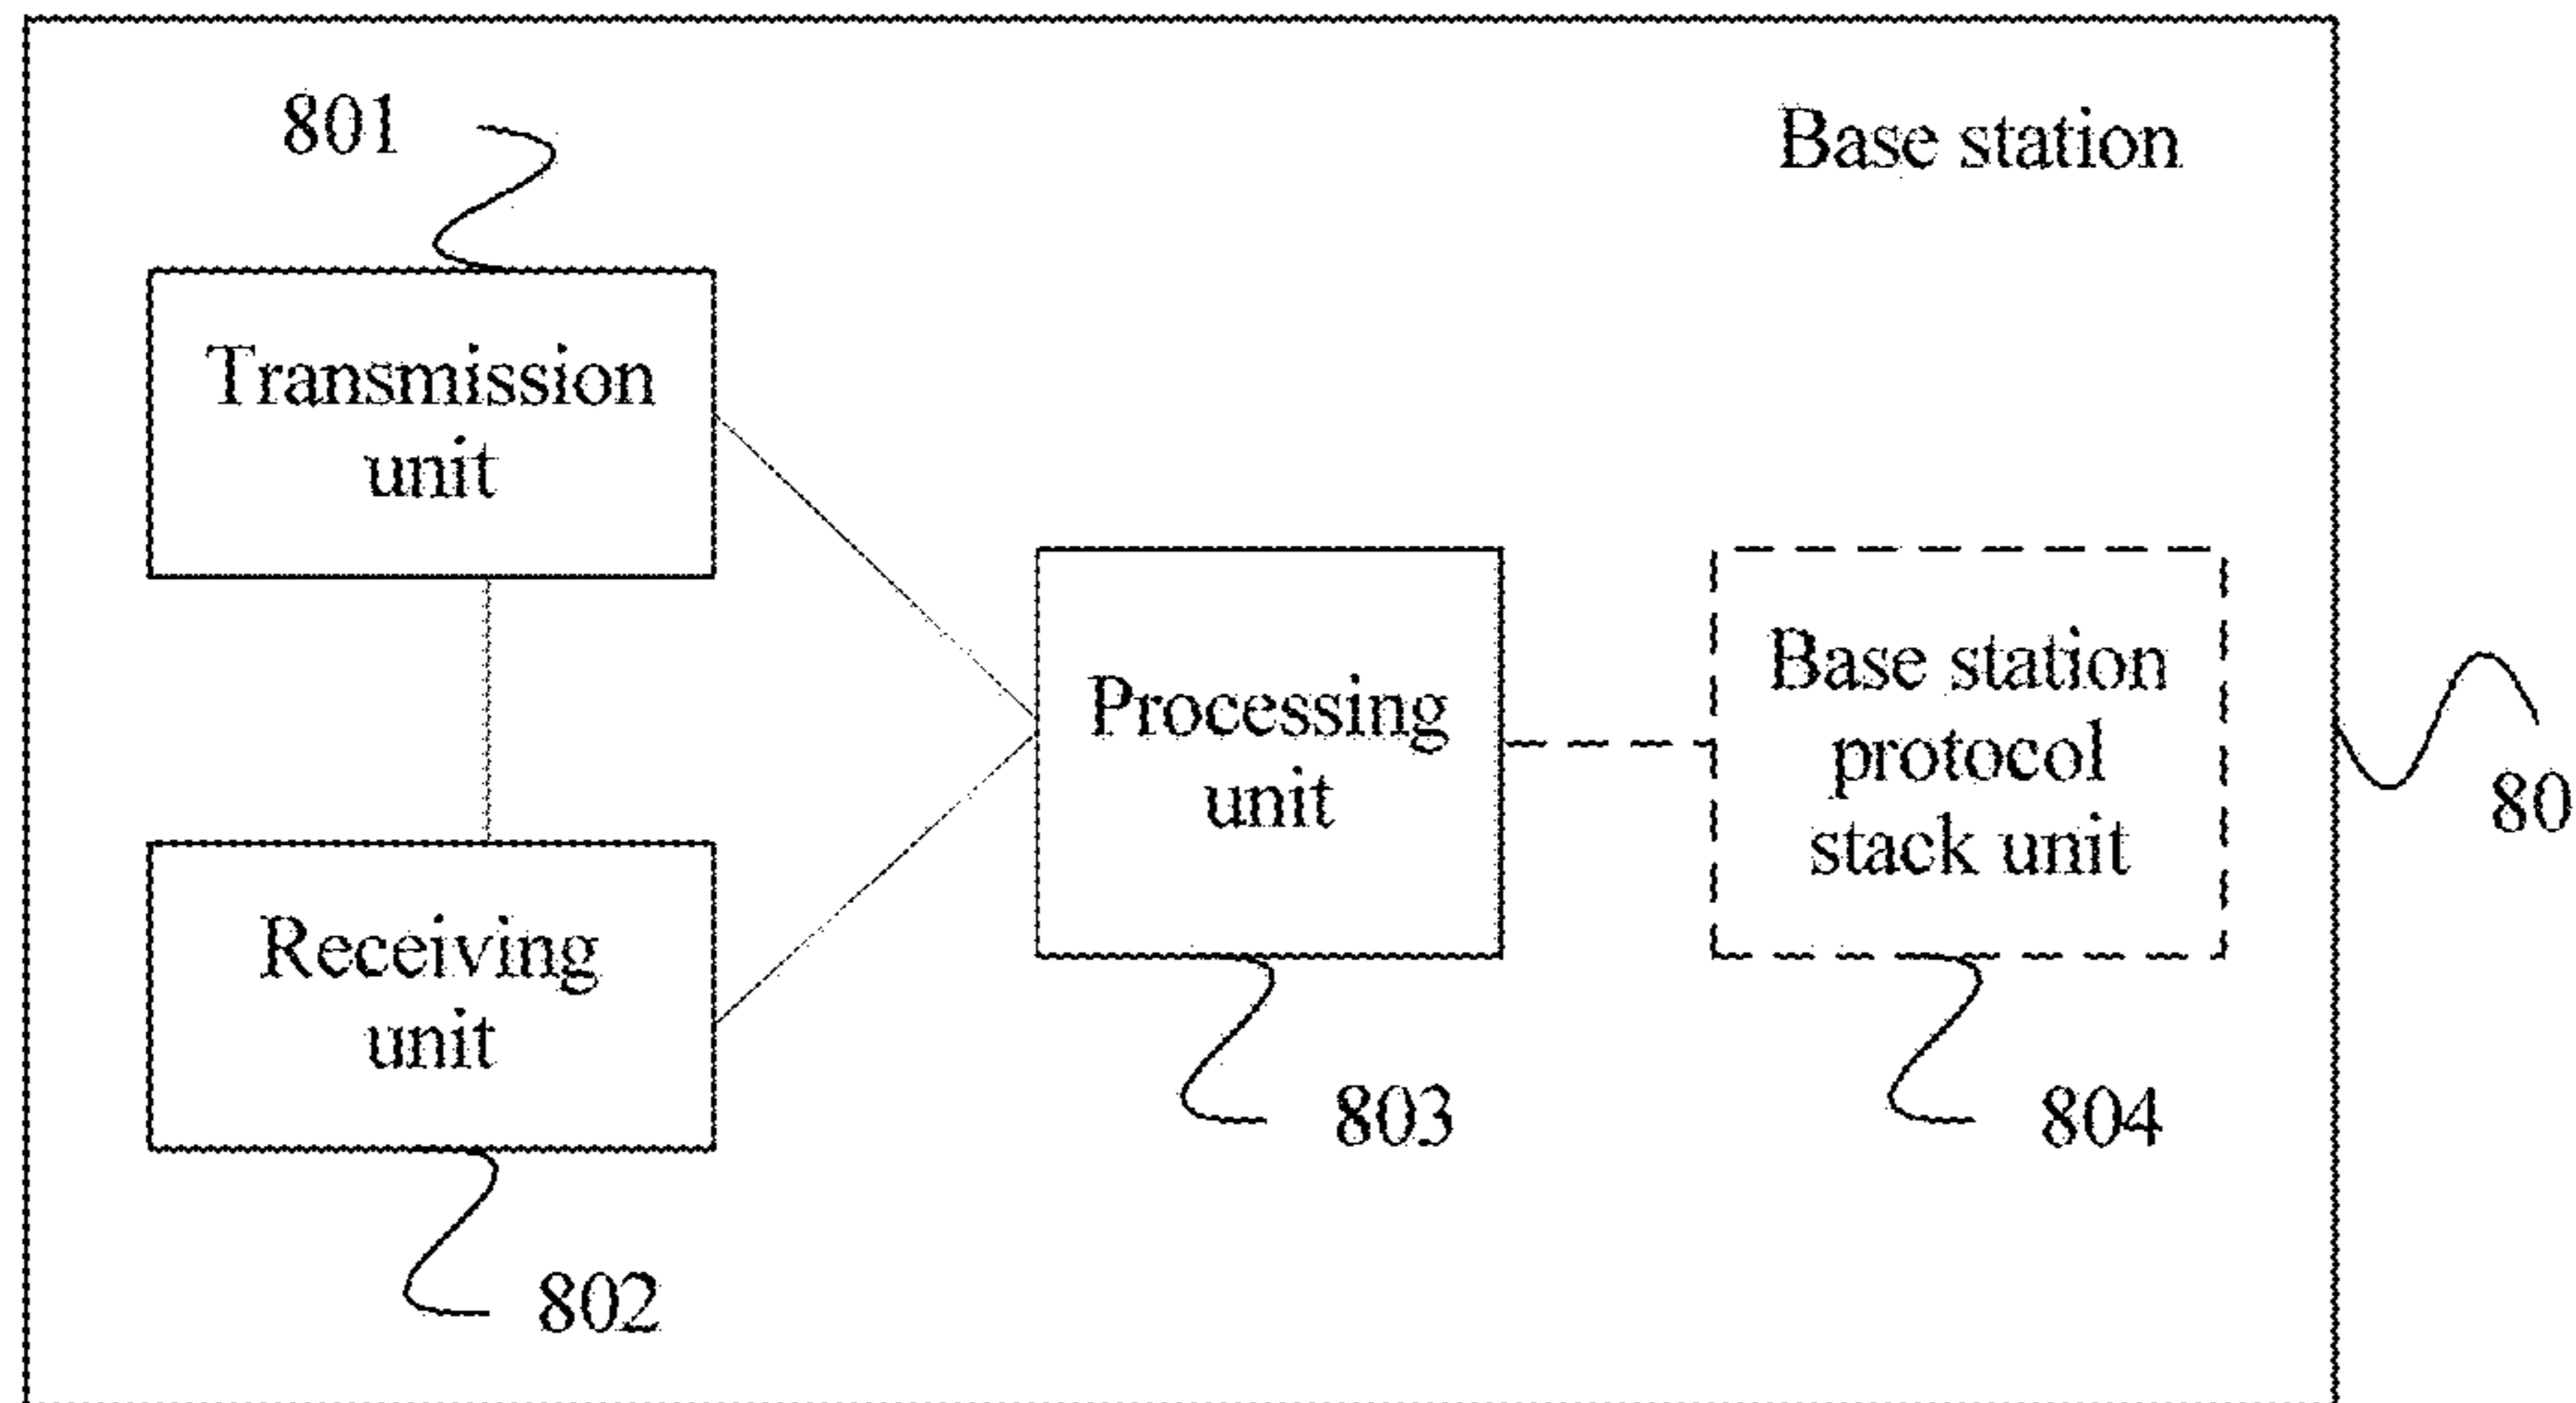 801
Base station
Transmission
unit
Processing
unit
Base station
protocol
stack unit
80
Receiving
unit
803
804
802